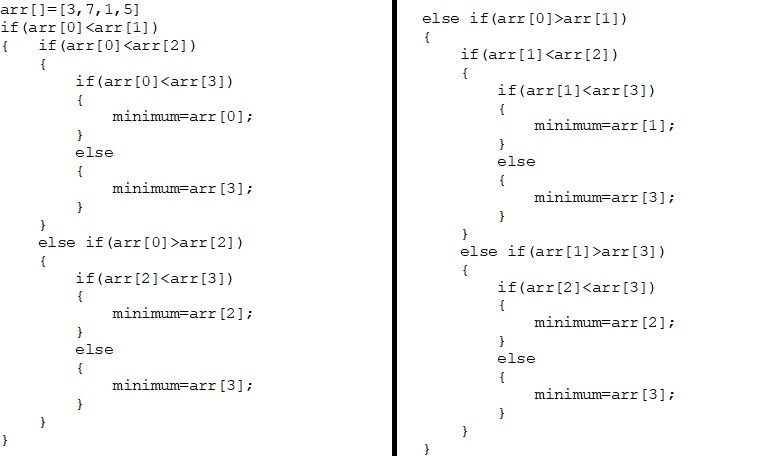 arr[]=[3,7,1,5]
if(arr[0]<arr[1])
{   if(arr[0]<arr[2])
    {
        if(arr[0]<arr[3])
        {
            minimum=arr[0];
        }
        else
        {
            minimum=arr[3];
        }
    }
    else if(arr[0]>arr[2])
    {
        if(arr[2]<arr[3])
        {
            minimum=arr[2];
        }
        else
        {
            minimum=arr[3];
        }
    }
}
else if(arr[0]>arr[1])
{
    if(arr[1]<arr[2])
    {
        if(arr[1]<arr[3])
        {
            minimum=arr[1];
        }
        else
        {
            minimum=arr[3];
        }
    }
    else if(arr[1]>arr[3])
    {
        if(arr[2]<arr[3])
        {
            minimum=arr[2];
        }
        else
        {
            minimum=arr[3];
        }
    }
}